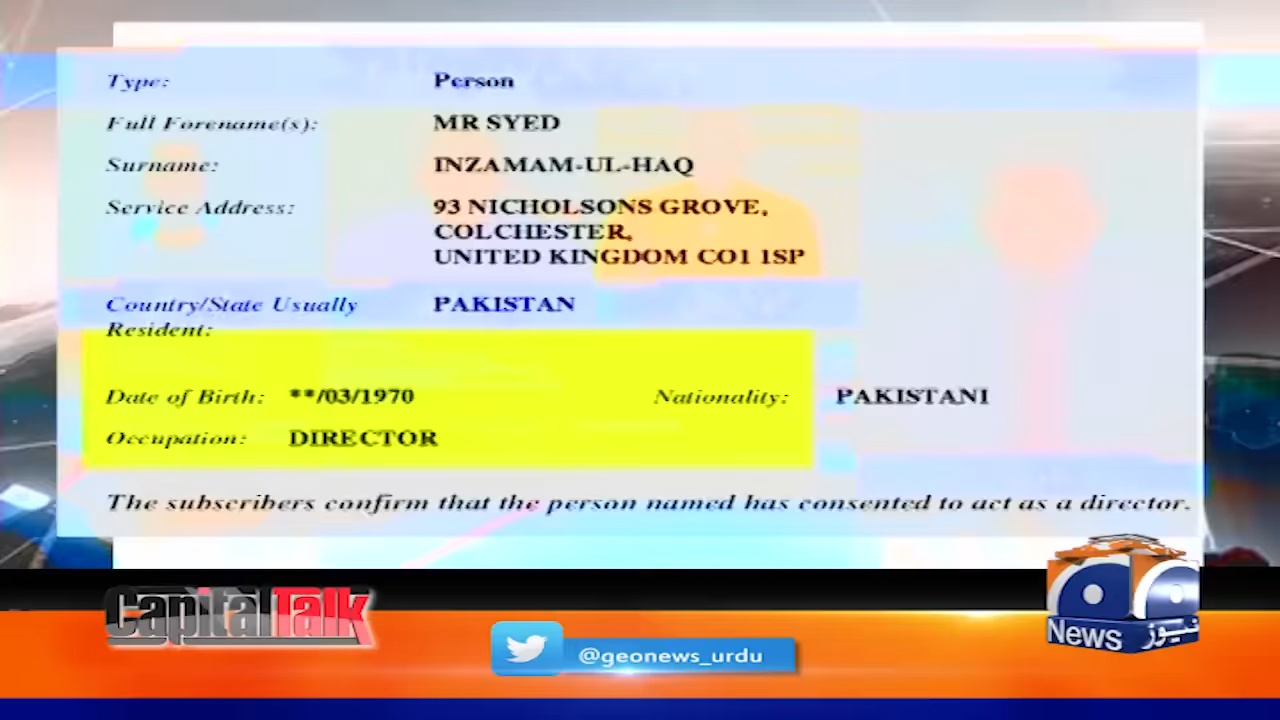 Type: Person
Full Forename(s): MR SYED
Surname: INZAMAM-UL-HAQ
Service Address: 93 NICHOLSONS GROVE,
COLCHESTER,
UNITED KINGDOM CO1 1SP
Country/State Usually PAKISTAN
Resident:
Date of Birth: **/03/1970 Nationality: PAKISTANI
Occupation: DIRECTOR
The subscribers confirm that the person named has consented to act as a director.
Capital Talk
@geonews_urdu
News نیوز